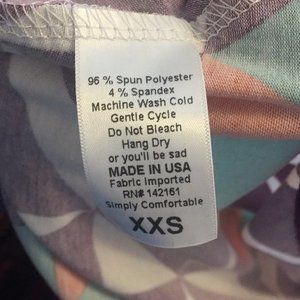 96 % Spun Polyester
4 % Spandex
Machine Wash Cold
Gentle Cycle
Do Not Bleach
Hang Dry
or you'll be sad
MADE IN USA
Fabric Imported
RN# 142161
Simply Comfortable
XXS